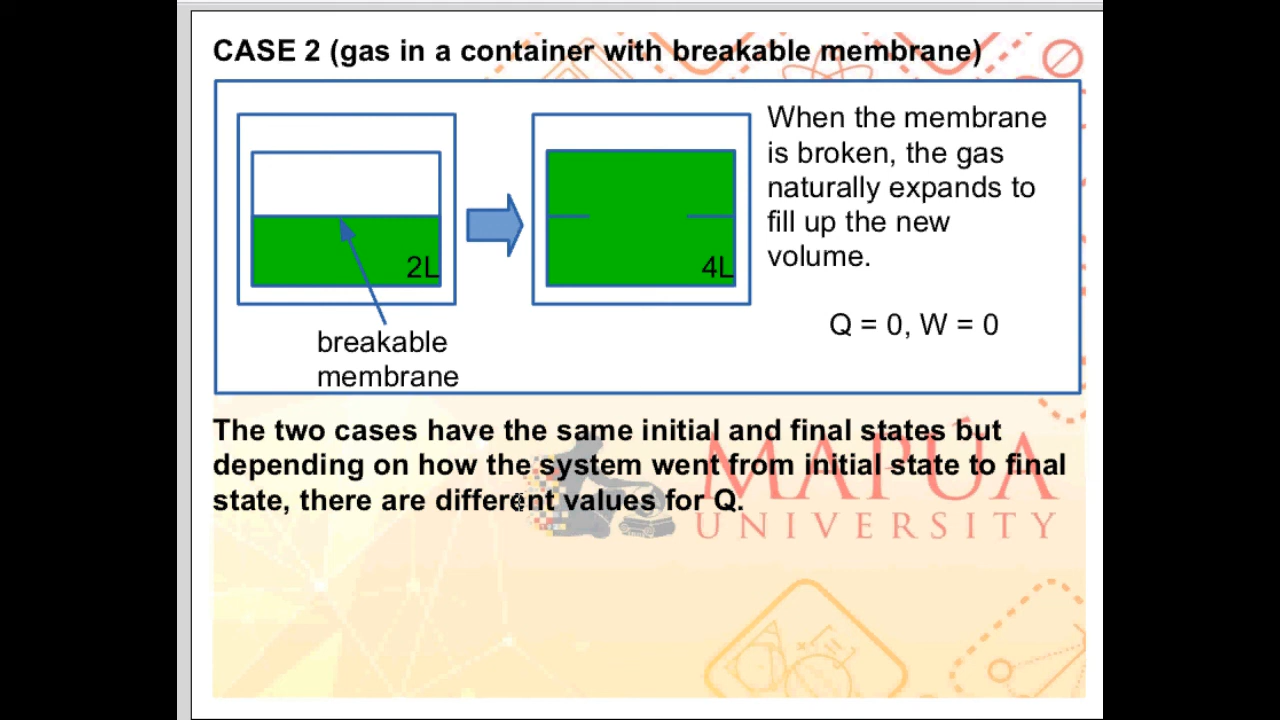 CASE 2 (gas in a container with breakable membrane)
When the membrane
is broken, the gas
naturally expands to
fill up the new
volume.
2L
4L
Q = 0, W = 0
breakable
membrane
The two cases have the same initial and final states but
depending on how the system went from initial state to final
state, there are different values for Q.
MAPÚA
UNIVERSITY